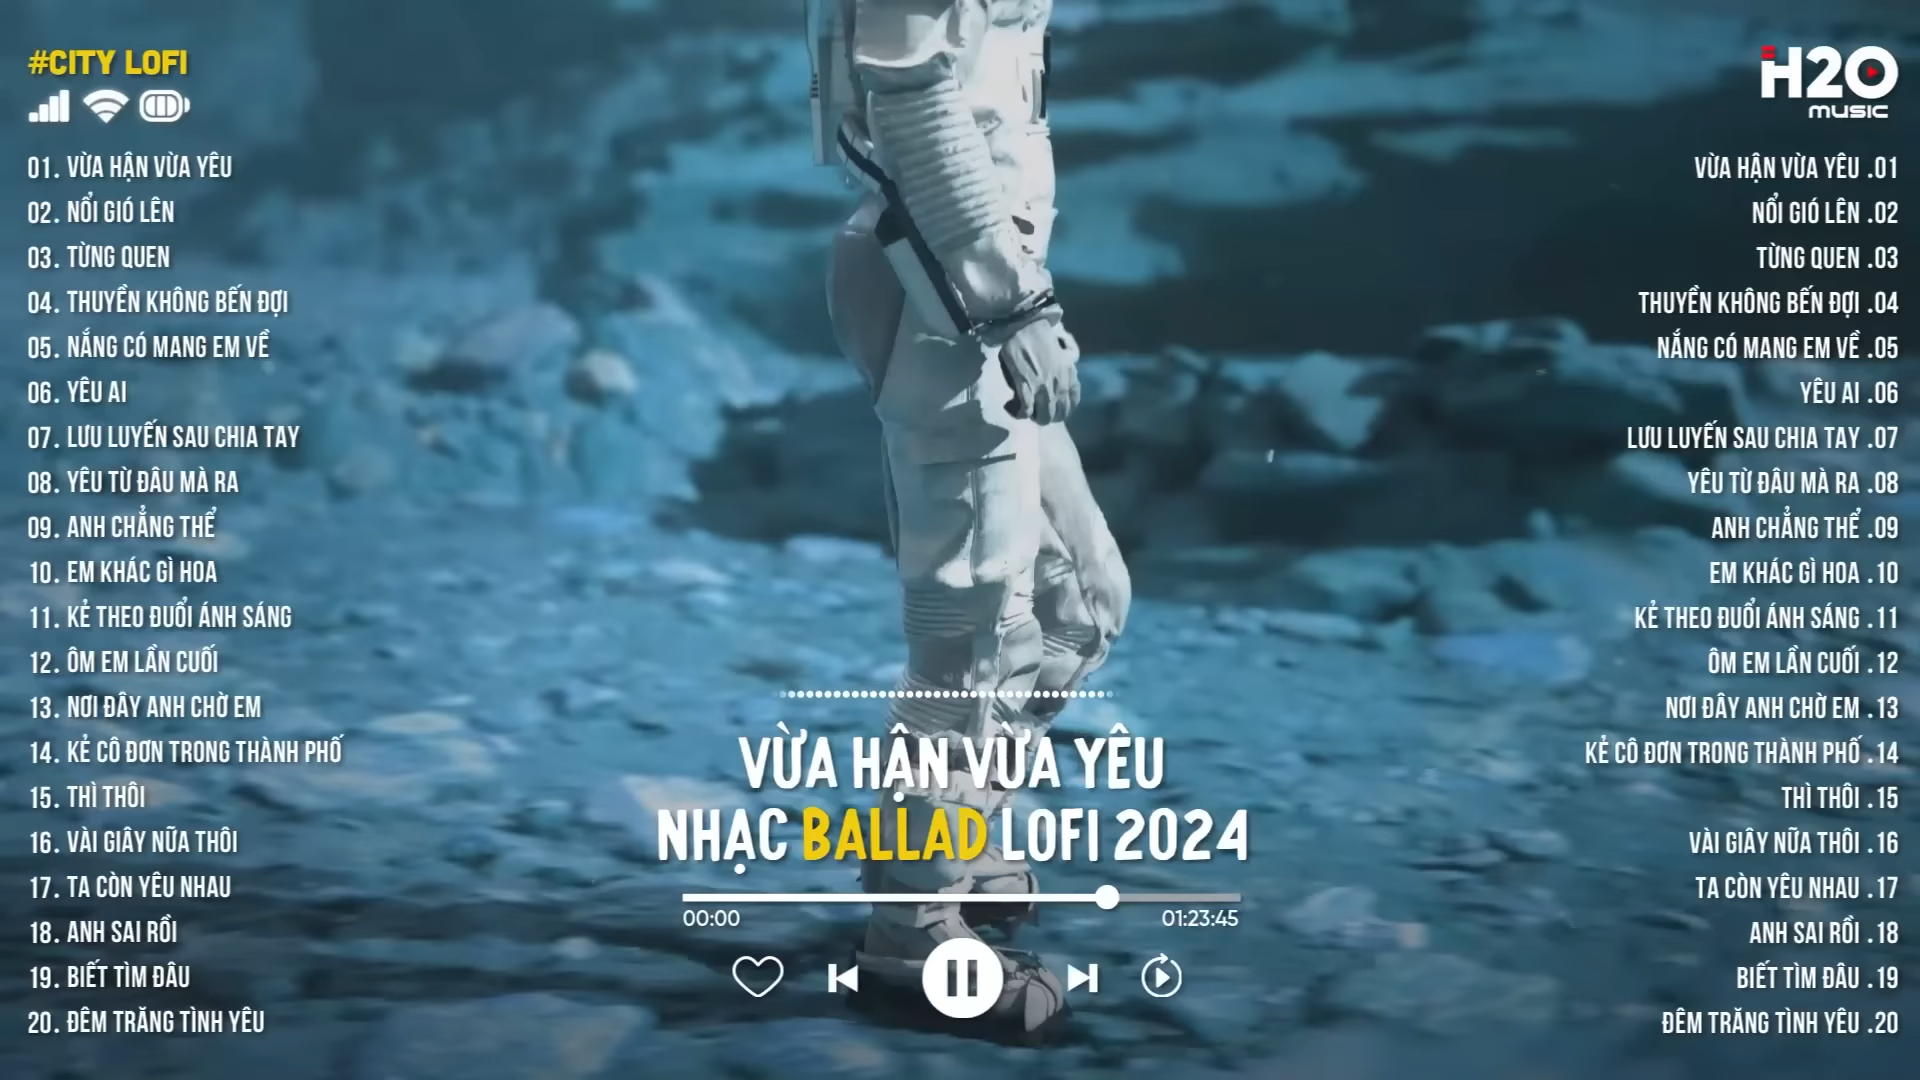 #CITY LOFI
H2O
MUSIC
01. VỪA HẬN VỪA YÊU
02. NỔI GIÓ LÊN
03. TỪNG QUEN
04. THUYỀN KHÔNG BẾN ĐỢI
05. NẮNG CÓ MANG EM VỀ
06. YÊU AI
07. LƯU LUYẾN SAU CHIA TAY
08. YÊU TỪ ĐÂU MÀ RA
09. ANH CHẲNG THỂ
10. EM KHÁC GÌ HOA
11. KẺ THEO ĐUỔI ÁNH SÁNG
12. ÔM EM LẦN CUỐI
13. NƠI ĐÂY ANH CHỜ EM
14. KẺ CÔ ĐƠN TRONG THÀNH PHỐ
15. THÌ THÔI
16. VÀI GIÂY NỮA THÔI
17. TA CÒN YÊU NHAU
18. ANH SAI RỒI
19. BIẾT TÌM ĐÂU
20. ĐÊM TRĂNG TÌNH YÊU
VỪA HẬN VỪA YÊU
NHẠC BALLAD LOFI 2024
00:00
01:23:45
VỪA HẬN VỪA YÊU .01
NỔI GIÓ LÊN .02
TỪNG QUEN .03
THUYỀN KHÔNG BẾN ĐỢI .04
NẮNG CÓ MANG EM VỀ .05
YÊU AI .06
LƯU LUYẾN SAU CHIA TAY .07
YÊU TỪ ĐÂU MÀ RA .08
ANH CHẲNG THỂ .09
EM KHÁC GÌ HOA .10
KẺ THEO ĐUỔI ÁNH SÁNG .11
ÔM EM LẦN CUỐI .12
NƠI ĐÂY ANH CHỜ EM .13
KẺ CÔ ĐƠN TRONG THÀNH PHỐ .14
THÌ THÔI .15
VÀI GIÂY NỮA THÔI .16
TA CÒN YÊU NHAU .17
ANH SAI RỒI .18
BIẾT TÌM ĐÂU .19
ĐÊM TRĂNG TÌNH YÊU .20